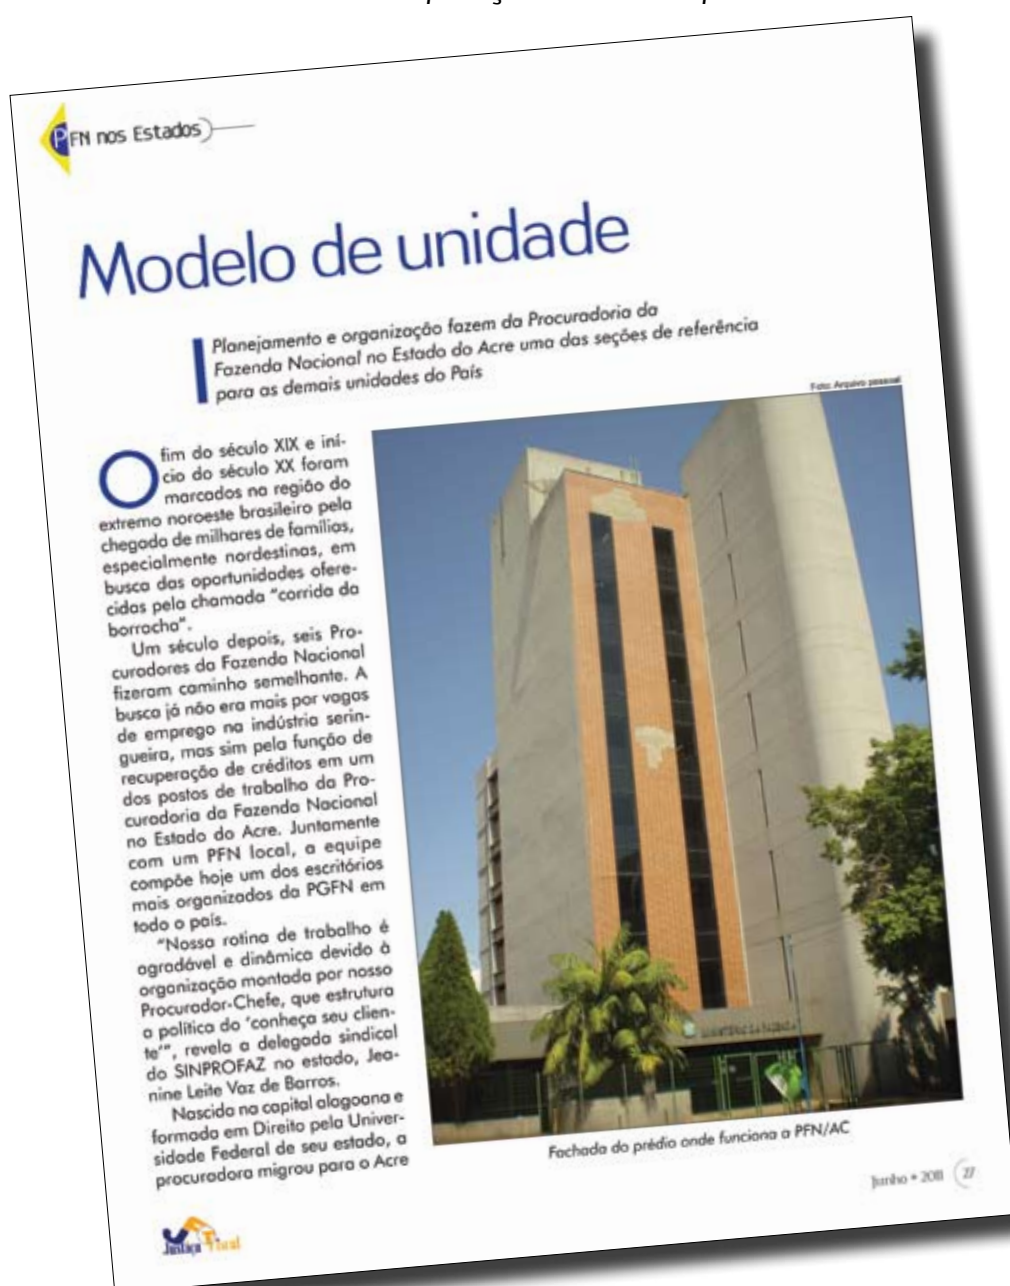 PFN nos Estados
Modelo de unidade
Planejamento e organização fazem da Procuradoria da
Fazenda Nacional no Estado do Acre uma das seções de referência
para as demais unidades do País
Foto: Arquivo pessoal
O fim do século XIX e iní-
cio do século XX foram
marcados na região do
extremo noroeste brasileiro pela
chegada de milhares de famílias,
especialmente nordestinas, em
busca das oportunidades ofere-
cidas pela chamada "corrida da
borracha".
Um século depois, seis Pro-
curadores da Fazenda Nacional
fizeram caminho semelhante. A
busca já não era mais por vagas
de emprego na indústria serin-
gueira, mas sim pela função de
recuperação de créditos em um
dos postos de trabalho da Pro-
curadoria da Fazenda Nacional
no Estado do Acre. Juntamente
com um PFN local, a equipe
compõe hoje um dos escritórios
mais organizados da PGFN em
todo o país.
"Nossa rotina de trabalho é
agradável e dinâmica devido à
organização montada por nosso
Procurador-Chefe, que estrutura
a política do 'conheça seu clien-
te'", revela a delegada sindical
do SINPROFAZ no estado, Jea-
nine Leite Vaz de Barros.
Nascida na capital alagoana e
formada em Direito pela Univer-
sidade Federal de seu estado, a
procuradora migrou para o Acre
MINISTÉRIO DA FAZENDA
Fachada do prédio onde funciona a PFN/AC
Junho • 2011 27
Justiça Fiscal